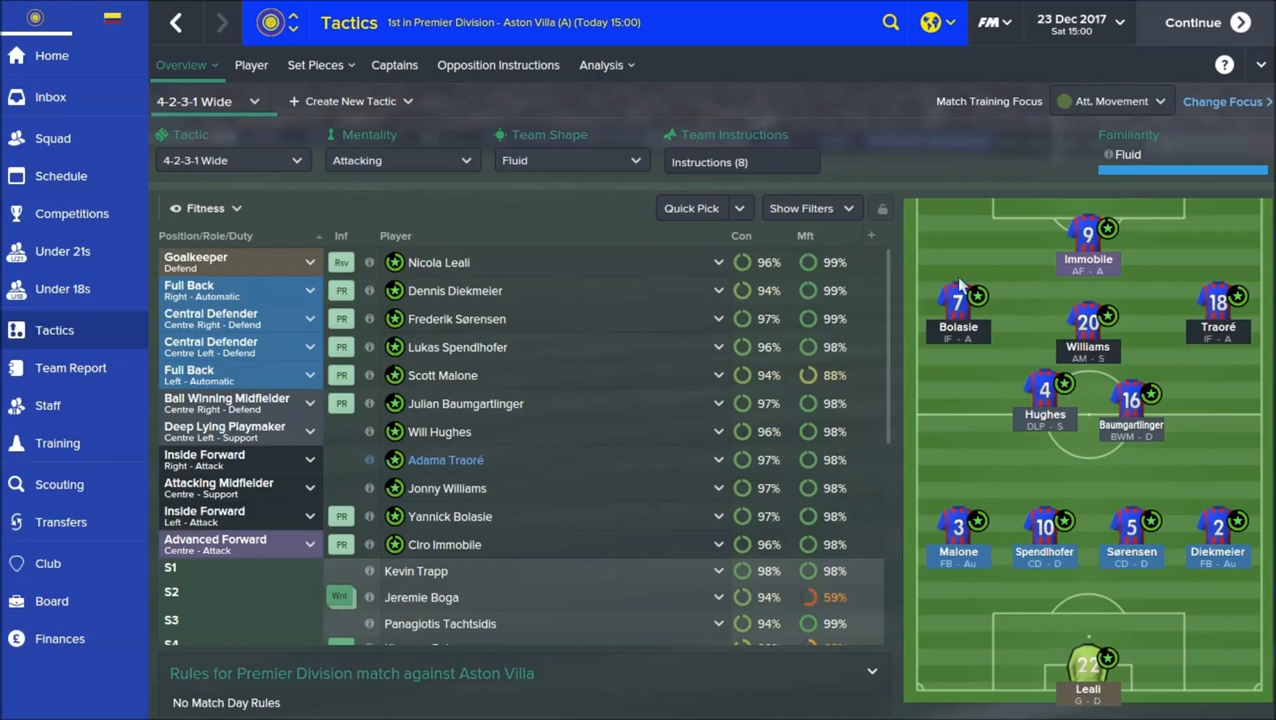 Tactics
1st in Premier Division - Aston Villa (A) (Today 15:00)
FM
23 Dec 2017
Sat 15:00
Continue
Home
Inbox
Squad
Schedule
Competitions
Under 21s
Under 18s
Tactics
Team Report
Staff
Training
Scouting
Transfers
Club
Board
Finances
Overview
Player
Set Pieces
Captains
Opposition Instructions
Analysis
?
4-2-3-1 Wide
+ Create New Tactic
Match Training Focus
Att. Movement
Change Focus >
Tactic
Mentality
Team Shape
Team Instructions
Familiarity
4-2-3-1 Wide
Attacking
Fluid
Instructions (8)
Fluid
Fitness
Quick Pick
Show Filters
Position/Role/Duty Inf Player Con Mft +
Goalkeeper
Defend
Rsv Nicola Leali 96% 99%
Full Back
Right - Automatic
PR Dennis Diekmeier 94% 99%
Central Defender
Centre Right - Defend
PR Frederik Sørensen 97% 99%
Central Defender
Centre Left - Defend
PR Lukas Spendlhofer 96% 98%
Full Back
Left - Automatic
PR Scott Malone 94% 88%
Ball Winning Midfielder
Centre Right - Defend
PR Julian Baumgartlinger 97% 98%
Deep Lying Playmaker
Centre Left - Support
Will Hughes 96% 98%
Inside Forward
Right - Attack
Adama Traoré 97% 98%
Attacking Midfielder
Centre - Support
Jonny Williams 97% 98%
Inside Forward
Left - Attack
PR Yannick Bolasie 97% 98%
Advanced Forward
Centre - Attack
PR Ciro Immobile 96% 98%
S1 Kevin Trapp 98% 98%
S2 Wnt Jeremie Boga 94% 59%
S3 Panagiotis Tachtsidis 94% 99%
S4
Rules for Premier Division match against Aston Villa
No Match Day Rules
9
Immobile
AF - A
7
Bolasie
IF - A
18
Traoré
IF - A
20
Williams
AM - S
4
Hughes
DLP - S
16
Baumgartlinger
BWM - D
3
Malone
FB - Au
10
Spendlhofer
CD - D
5
Sørensen
CD - D
2
Diekmeier
FB - Au
22
Leali
G - D